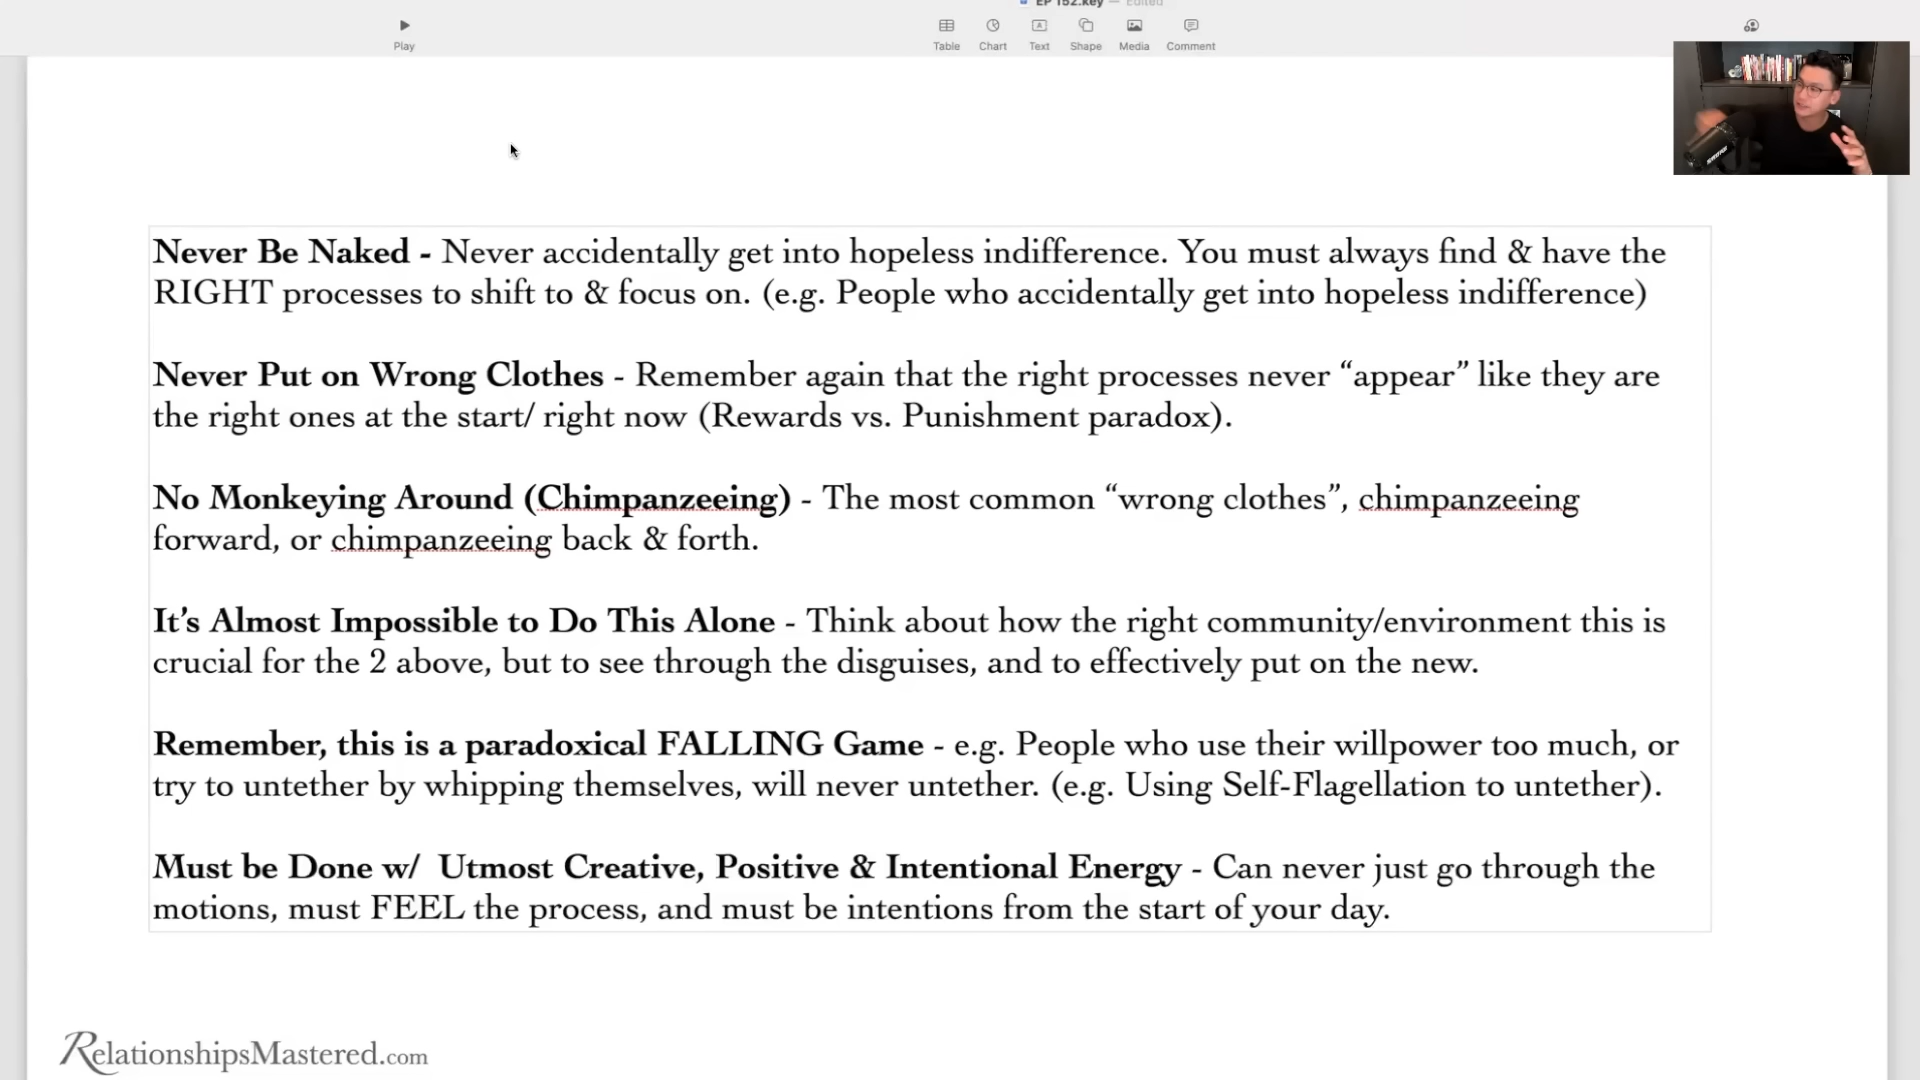 EP 152.key — Edited
Play
Table
Chart
Text
Shape
Media
Comment
Never Be Naked - Never accidentally get into hopeless indifference. You must always find & have the
RIGHT processes to shift to & focus on. (e.g. People who accidentally get into hopeless indifference)
Never Put on Wrong Clothes - Remember again that the right processes never “appear” like they are
the right ones at the start/ right now (Rewards vs. Punishment paradox).
No Monkeying Around (Chimpanzeeing) - The most common “wrong clothes”, chimpanzeeing
forward, or chimpanzeeing back & forth.
It’s Almost Impossible to Do This Alone - Think about how the right community/environment this is
crucial for the 2 above, but to see through the disguises, and to effectively put on the new.
Remember, this is a paradoxical FALLING Game - e.g. People who use their willpower too much, or
try to untether by whipping themselves, will never untether. (e.g. Using Self-Flagellation to untether).
Must be Done w/  Utmost Creative, Positive & Intentional Energy - Can never just go through the
motions, must FEEL the process, and must be intentions from the start of your day.
RelationshipsMastered.com